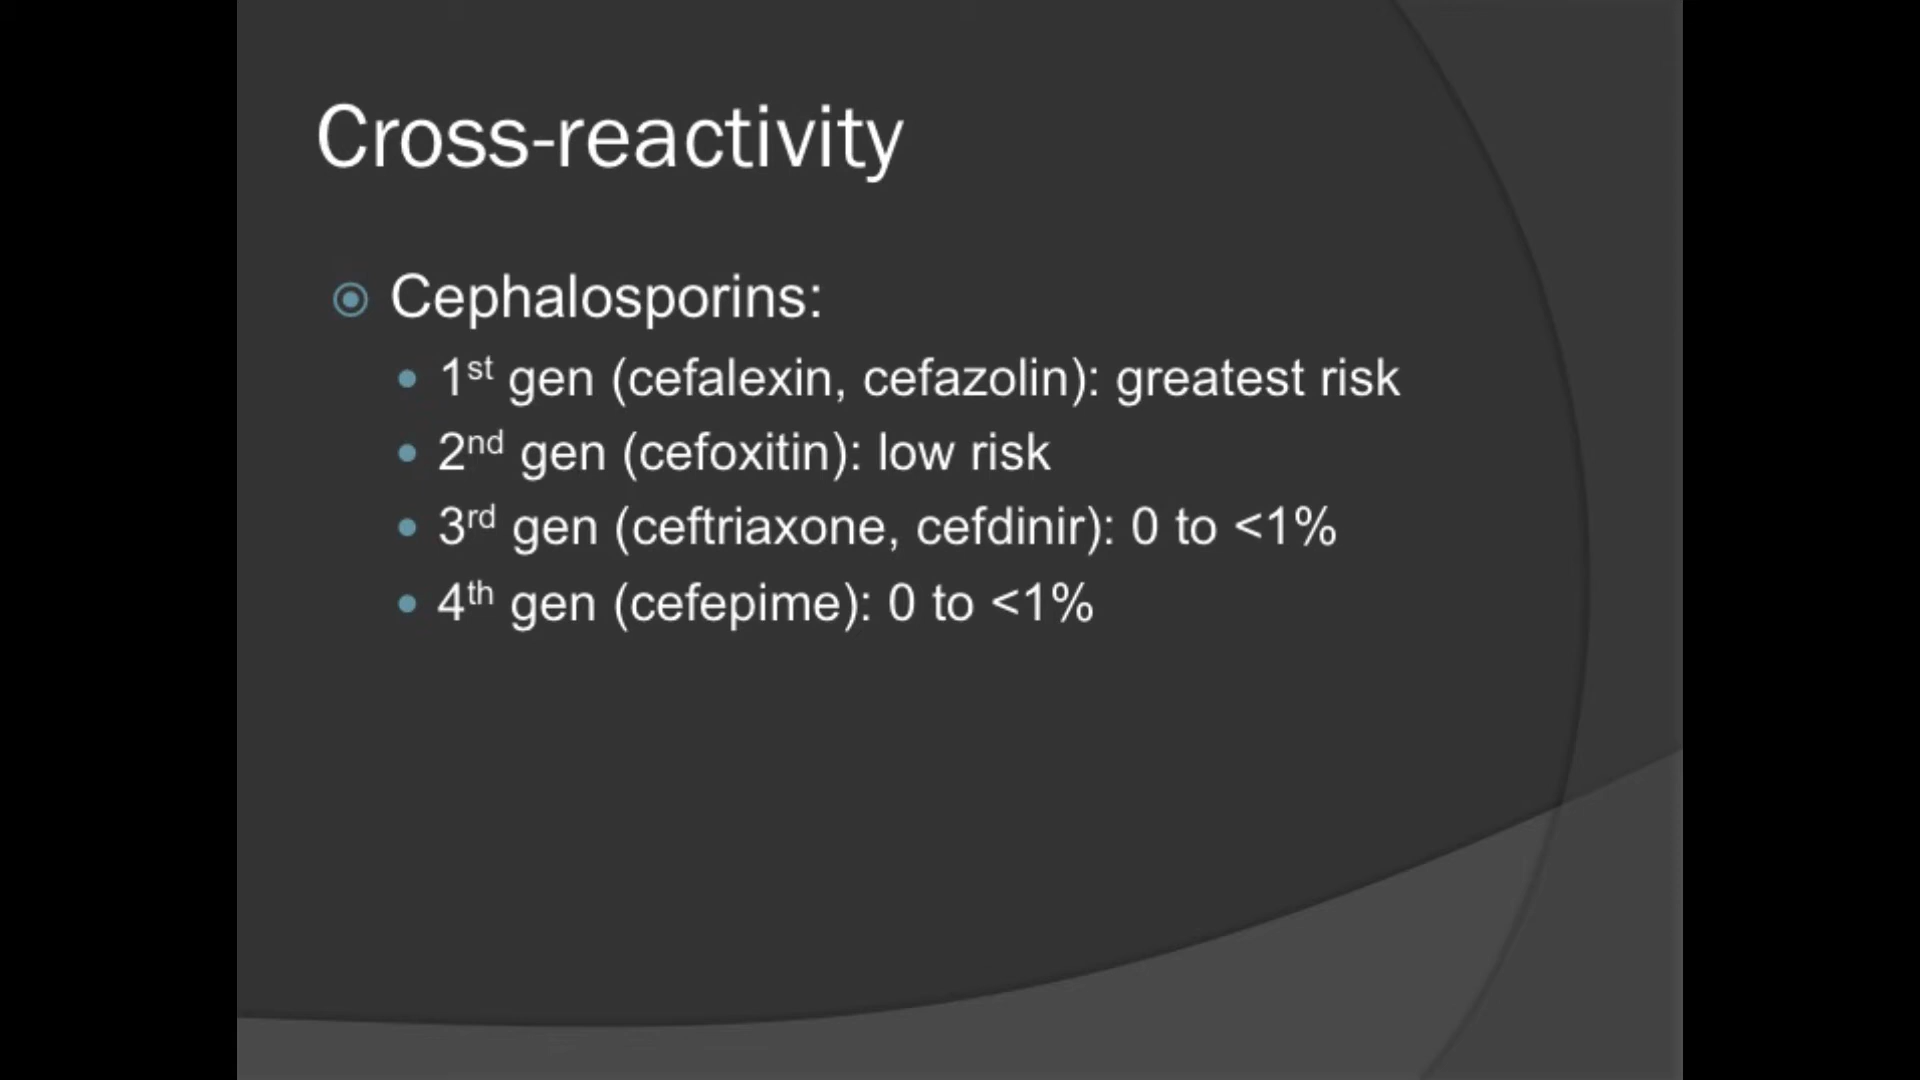 Cross-reactivity
Cephalosporins:
1st gen (cefalexin, cefazolin): greatest risk
2nd gen (cefoxitin): low risk
3rd gen (ceftriaxone, cefdinir): 0 to <1%
4th gen (cefepime): 0 to <1%